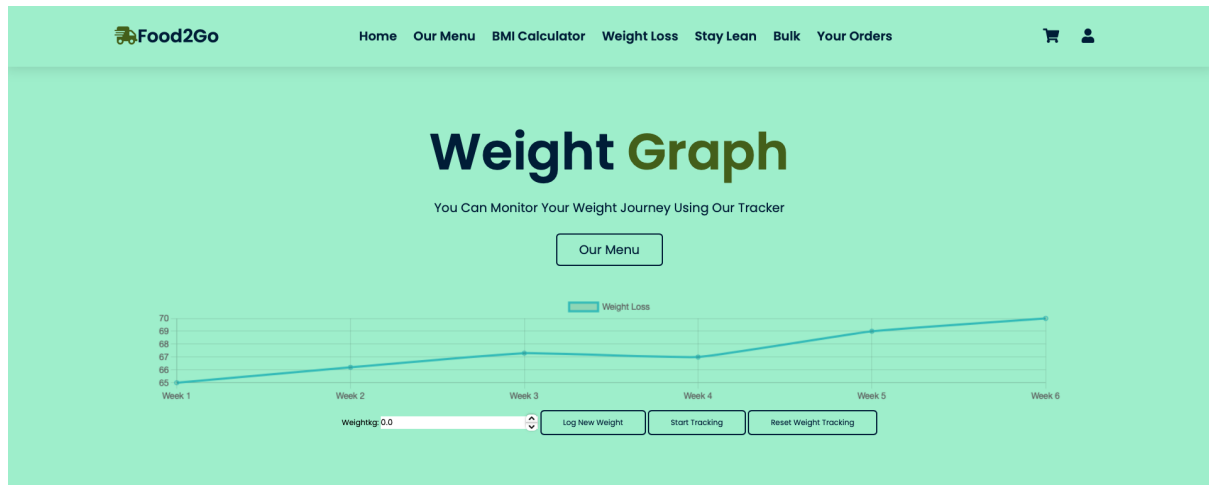 Food2Go Home Our Menu BMI Calculator Weight Loss Stay Lean Bulk Your Orders
Weight Graph
You Can Monitor Your Weight Journey Using Our Tracker
Our Menu
Weight Loss
70
69
68
67
66
65
Week 1 Week 2 Week 3 Week 4 Week 5 Week 6
Weightkg: 0.0 Log New Weight Start Tracking Reset Weight Tracking